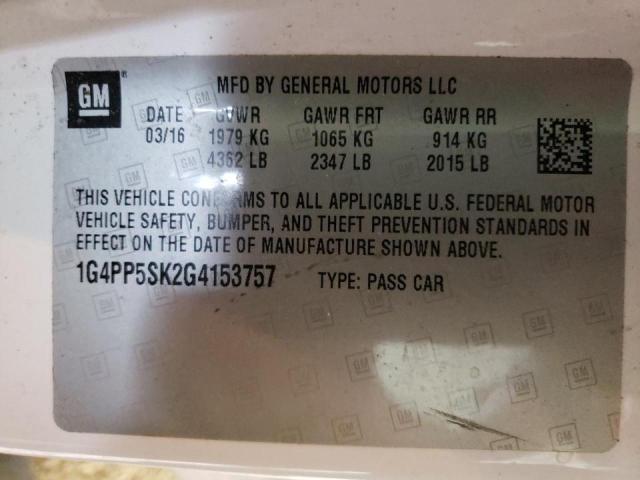 GM ®
MFD BY GENERAL MOTORS LLC
DATE GVWR GAWR FRT GAWR RR
03/16 1979 KG 1065 KG 914 KG
4362 LB 2347 LB 2015 LB
THIS VEHICLE CONFORMS TO ALL APPLICABLE U.S. FEDERAL MOTOR
VEHICLE SAFETY, BUMPER, AND THEFT PREVENTION STANDARDS IN
EFFECT ON THE DATE OF MANUFACTURE SHOWN ABOVE.
1G4PP5SK2G4153757 TYPE: PASS CAR